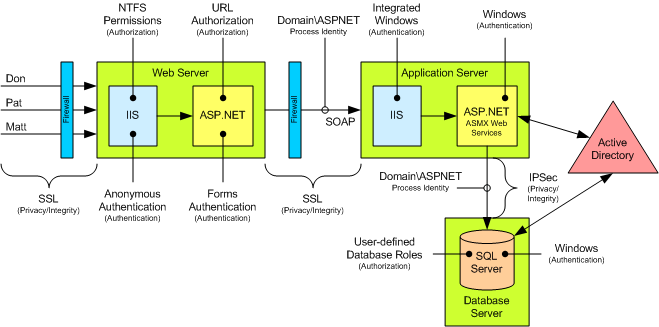 NTFS
Permissions
(Authorization)
URL
Authorization
(Authorization)
Domain\ASPNET
Process Identity
Integrated
Windows
(Authentication)
Windows
(Authentication)
Don
Pat
Matt
Firewall
Web Server
IIS
ASP.NET
Firewall
SOAP
Application Server
IIS
ASP.NET
ASMX Web
Services
Active
Directory
SSL
(Privacy/Integrity)
Anonymous
Authentication
(Authentication)
Forms
Authentication
(Authentication)
SSL
(Privacy/Integrity)
Domain\ASPNET
Process Identity
IPSec
(Privacy/
Integrity)
User-defined
Database Roles
(Authorization)
SQL
Server
Windows
(Authentication)
Database
Server